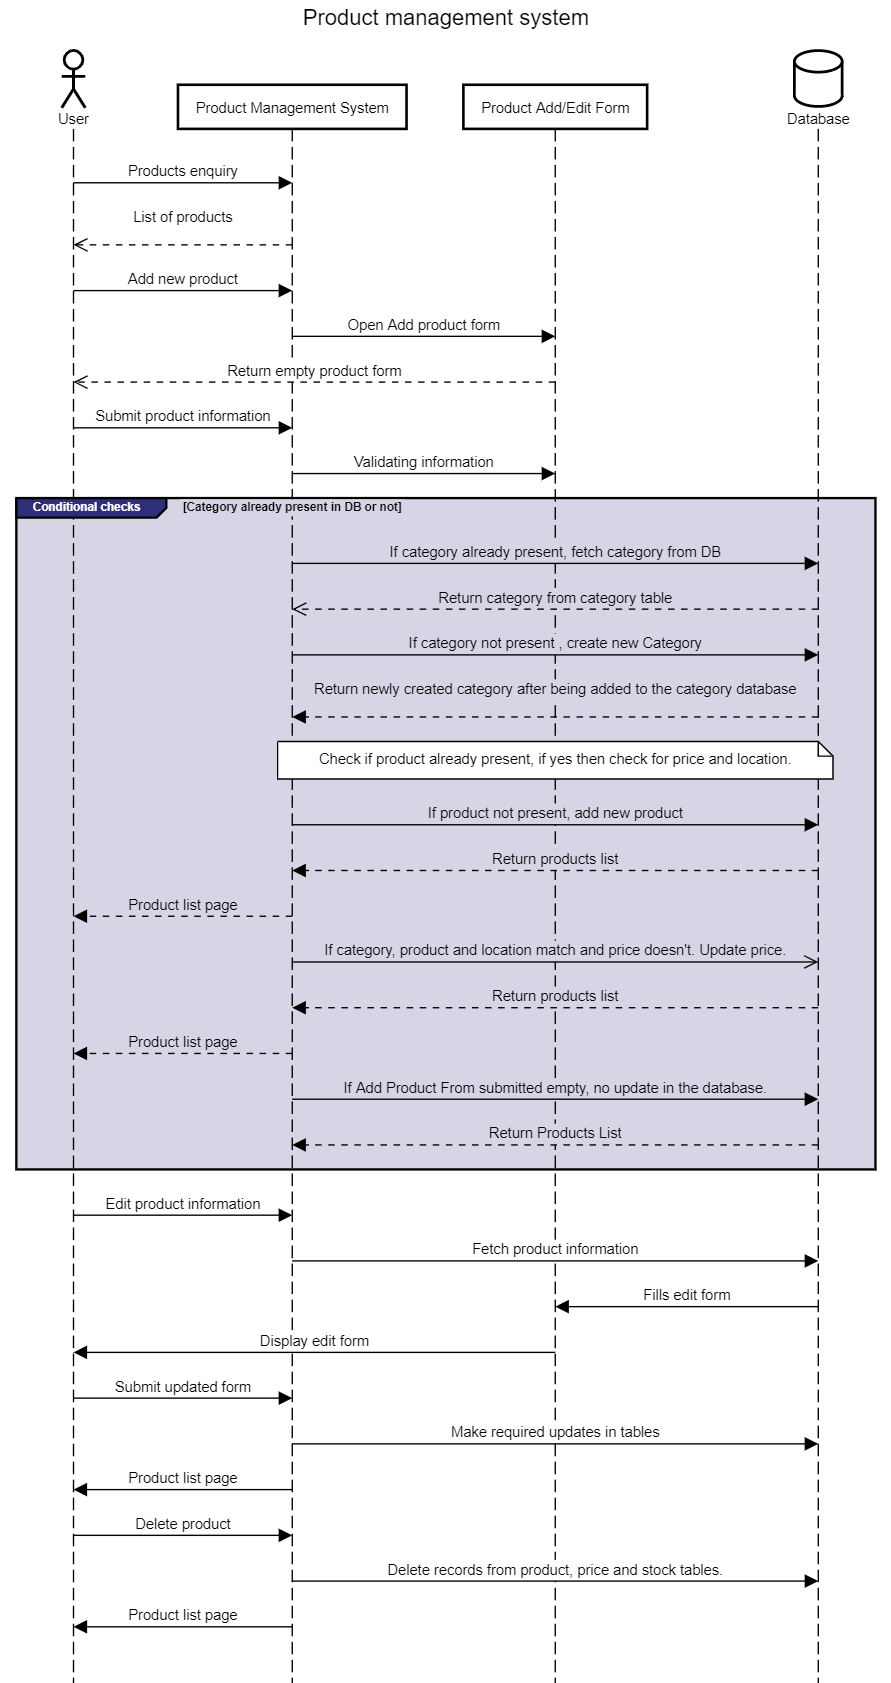 Product management system
User
Product Management System
Product Add/Edit Form
Database
Products enquiry
List of products
Add new product
Open Add product form
Return empty product form
Submit product information
Validating information
Conditional checks
[Category already present in DB or not]
If category already present, fetch category from DB
Return category from category table
If category not present , create new Category
Return newly created category after being added to the category database
Check if product already present, if yes then check for price and location.
If product not present, add new product
Return products list
Product list page
If category, product and location match and price doesn't. Update price.
Return products list
Product list page
If Add Product From submitted empty, no update in the database.
Return Products List
Edit product information
Fetch product information
Fills edit form
Display edit form
Submit updated form
Make required updates in tables
Product list page
Delete product
Delete records from product, price and stock tables.
Product list page